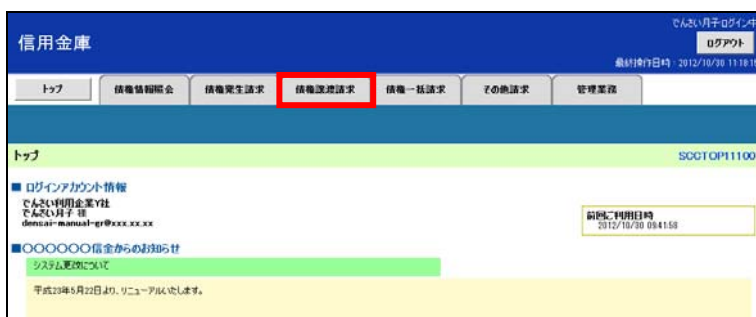 でんさい月子ログイン中
信用金庫
ログアウト
最終操作日時：2012/10/30 11:18:18
トップ
債権情報照会
債権発生請求
債権譲渡請求
債権一括請求
その他請求
管理業務
トップ
SCCTOP11100
■ ログインアカウント情報
でんさい利用企業Y社
でんさい月子 様
densai-manual-gr@xxx.xx.xx
前回ご利用日時
2012/10/30 09:41:58
■〇〇〇〇〇〇信金からのお知らせ
システム更改について
平成23年5月22日より、リニューアルいたします。